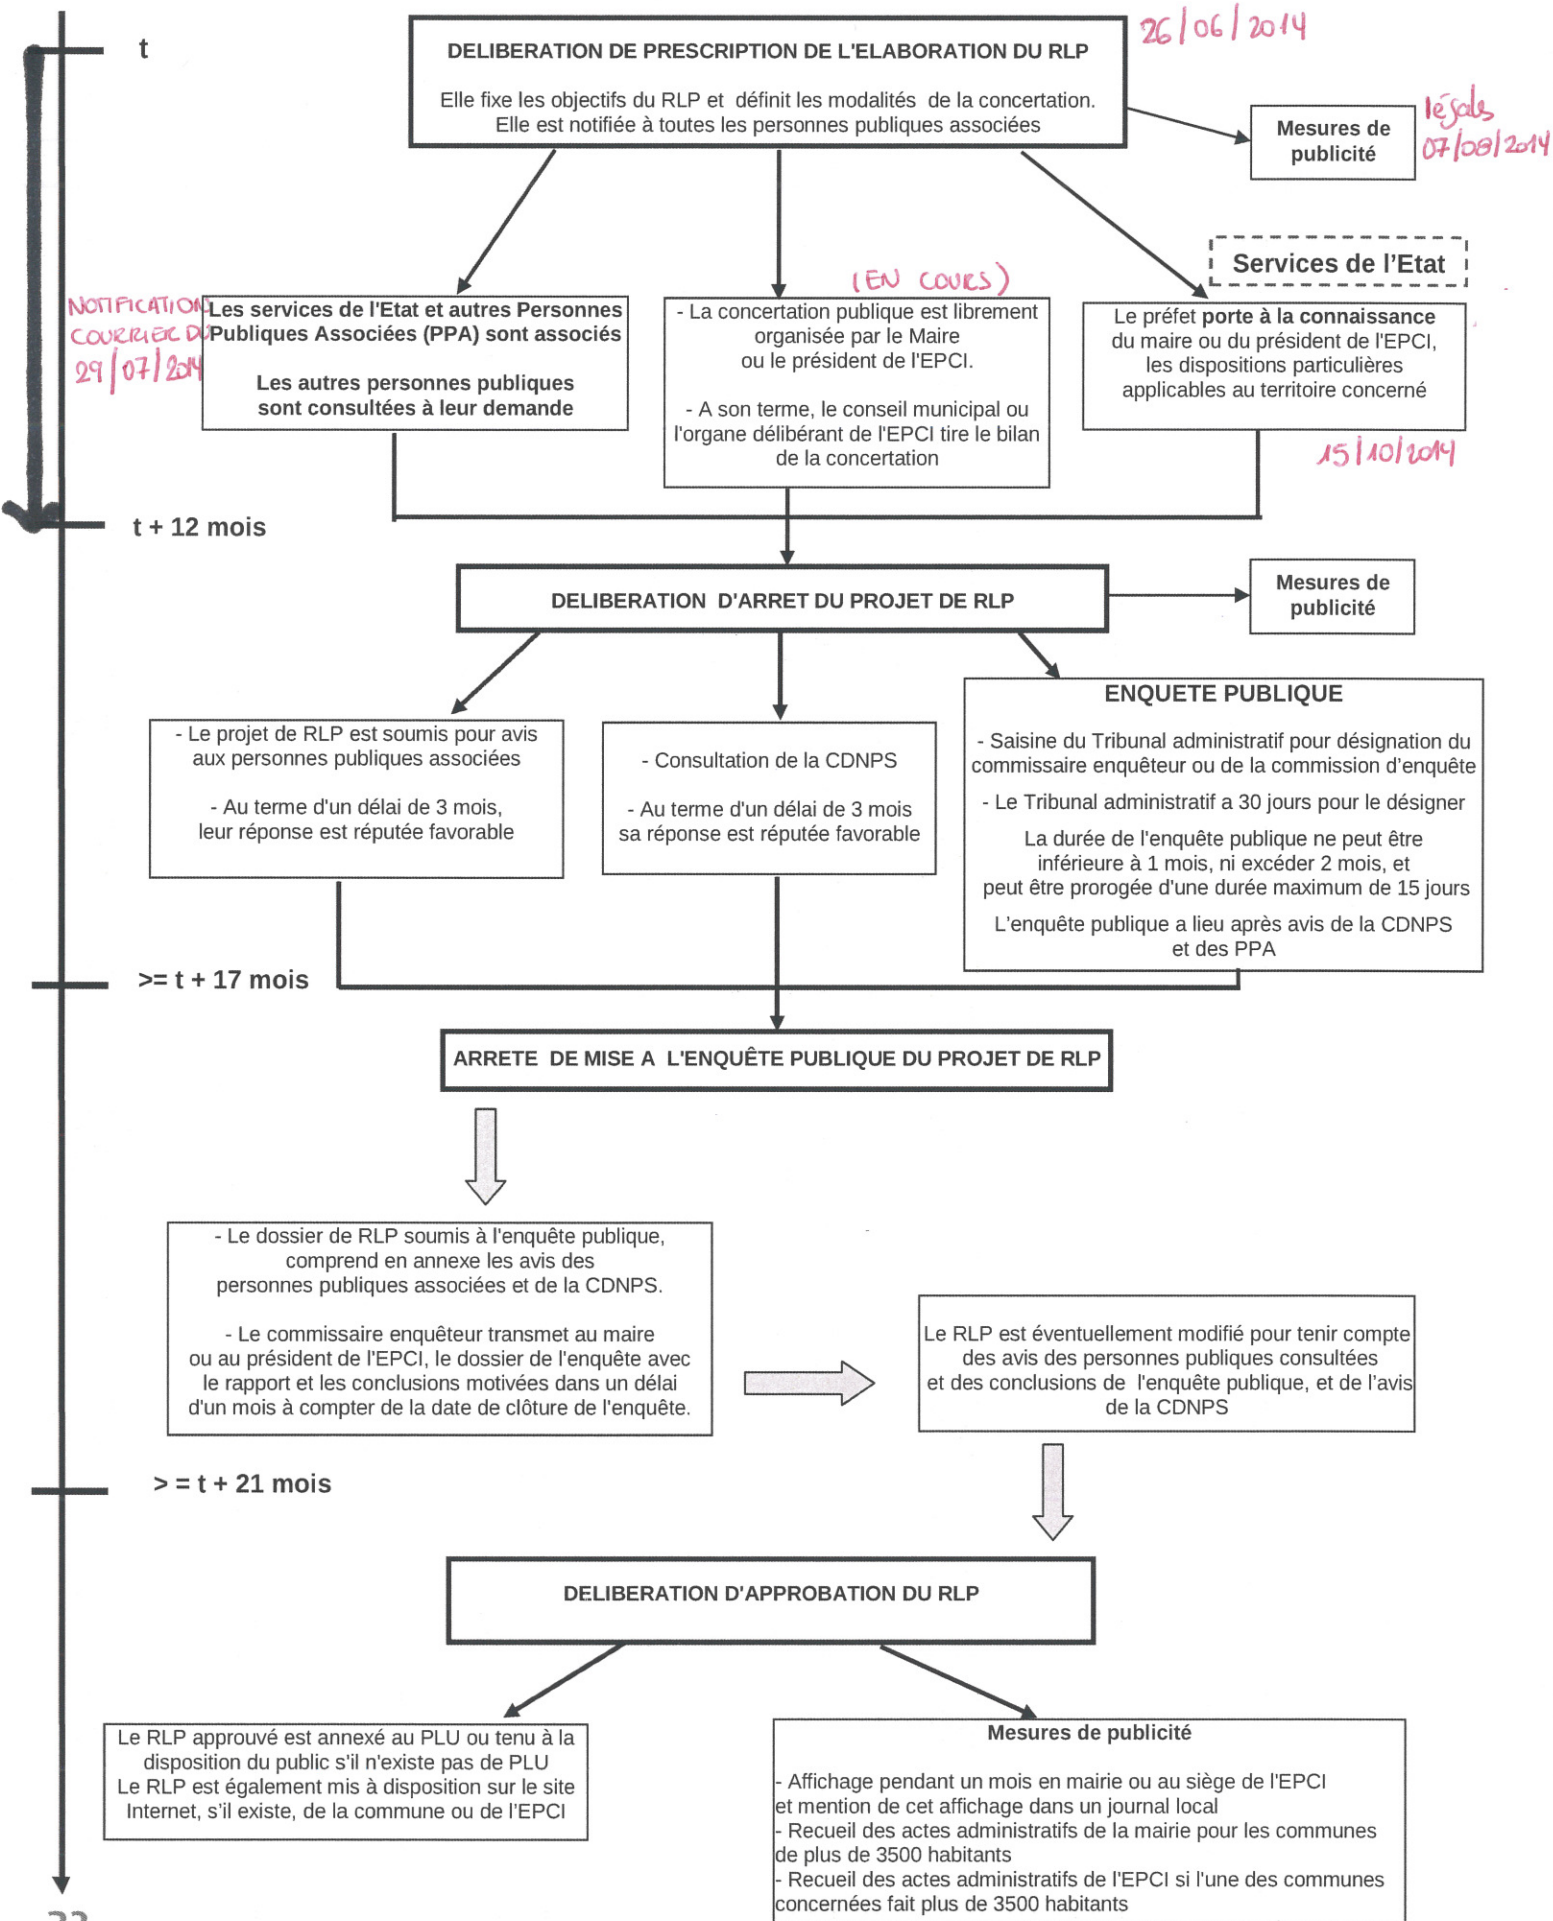 t
DELIBERATION DE PRESCRIPTION DE L'ELABORATION DU RLP
Elle fixe les objectifs du RLP et définit les modalités de la concertation.
Elle est notifiée à toutes les personnes publiques associées
26/06/2014
Mesures de
publicité
légales
07/08/2014
NOTIFICATION
COURRIER DU
29/07/2014
Les services de l'Etat et autres Personnes
Publiques Associées (PPA) sont associés
Les autres personnes publiques
sont consultées à leur demande
(EN COURS)
- La concertation publique est librement
organisée par le Maire
ou le président de l'EPCI.
- A son terme, le conseil municipal ou
l'organe délibérant de l'EPCI tire le bilan
de la concertation
Services de l'Etat
Le préfet porte à la connaissance
du maire ou du président de l'EPCI,
les dispositions particulières
applicables au territoire concerné
15/10/2014
t + 12 mois
DELIBERATION D'ARRET DU PROJET DE RLP
Mesures de
publicité
- Le projet de RLP est soumis pour avis
aux personnes publiques associées
- Au terme d'un délai de 3 mois,
leur réponse est réputée favorable
- Consultation de la CDNPS
- Au terme d'un délai de 3 mois
sa réponse est réputée favorable
ENQUETE PUBLIQUE
- Saisine du Tribunal administratif pour désignation du
commissaire enquêteur ou de la commission d'enquête
- Le Tribunal administratif a 30 jours pour le désigner
La durée de l'enquête publique ne peut être
inférieure à 1 mois, ni excéder 2 mois, et
peut être prorogée d'une durée maximum de 15 jours
L'enquête publique a lieu après avis de la CDNPS
et des PPA
>= t + 17 mois
ARRETE DE MISE A L'ENQUÊTE PUBLIQUE DU PROJET DE RLP
- Le dossier de RLP soumis à l'enquête publique,
comprend en annexe les avis des
personnes publiques associées et de la CDNPS.
- Le commissaire enquêteur transmet au maire
ou au président de l'EPCI, le dossier de l'enquête avec
le rapport et les conclusions motivées dans un délai
d'un mois à compter de la date de clôture de l'enquête.
Le RLP est éventuellement modifié pour tenir compte
des avis des personnes publiques consultées
et des conclusions de l'enquête publique, et de l'avis
de la CDNPS
> = t + 21 mois
DELIBERATION D'APPROBATION DU RLP
Le RLP approuvé est annexé au PLU ou tenu à la
disposition du public s'il n'existe pas de PLU
Le RLP est également mis à disposition sur le site
Internet, s'il existe, de la commune ou de l'EPCI
Mesures de publicité
- Affichage pendant un mois en mairie ou au siège de l'EPCI
et mention de cet affichage dans un journal local
- Recueil des actes administratifs de la mairie pour les communes
de plus de 3500 habitants
- Recueil des actes administratifs de l'EPCI si l'une des communes
concernées fait plus de 3500 habitants